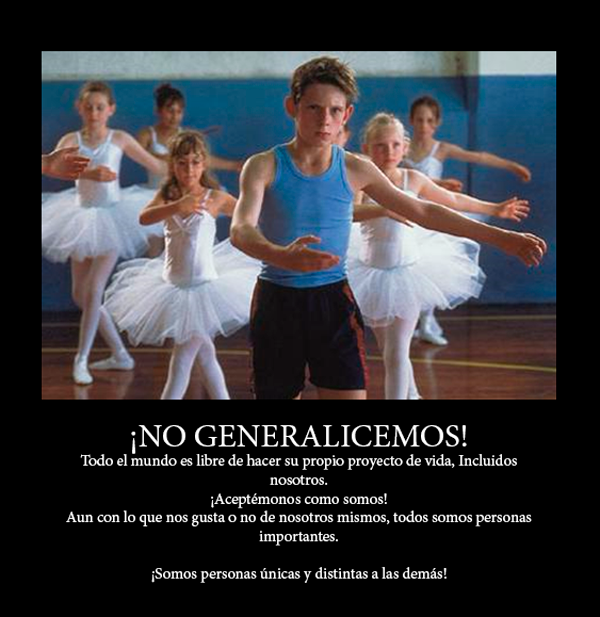 ¡NO GENERALICEMOS!
Todo el mundo es libre de hacer su propio proyecto de vida, Incluidos
nosotros.
¡Aceptémonos como somos!
Aun con lo que nos gusta o no de nosotros mismos, todos somos personas
importantes.
¡Somos personas únicas y distintas a las demás!